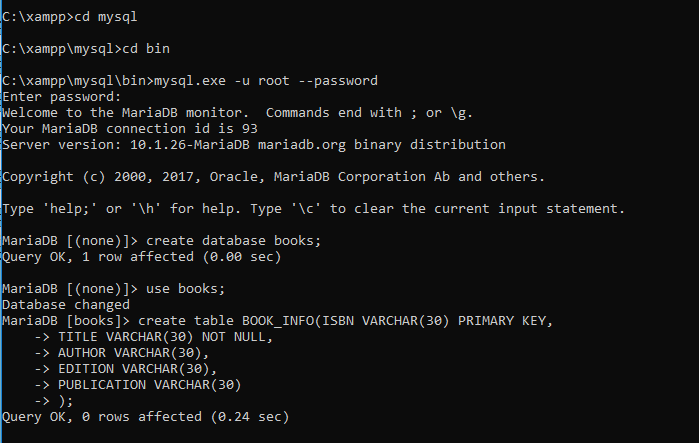 C:\xampp>cd mysql
C:\xampp\mysql>cd bin
C:\xampp\mysql\bin>mysql.exe -u root --password
Enter password:
Welcome to the MariaDB monitor.  Commands end with ; or \g.
Your MariaDB connection id is 93
Server version: 10.1.26-MariaDB mariadb.org binary distribution
Copyright (c) 2000, 2017, Oracle, MariaDB Corporation Ab and others.
Type 'help;' or '\h' for help. Type '\c' to clear the current input statement.
MariaDB [(none)]> create database books;
Query OK, 1 row affected (0.00 sec)
MariaDB [(none)]> use books;
Database changed
MariaDB [books]> create table BOOK_INFO(ISBN VARCHAR(30) PRIMARY KEY,
    -> TITLE VARCHAR(30) NOT NULL,
    -> AUTHOR VARCHAR(30),
    -> EDITION VARCHAR(30),
    -> PUBLICATION VARCHAR(30)
    -> );
Query OK, 0 rows affected (0.24 sec)